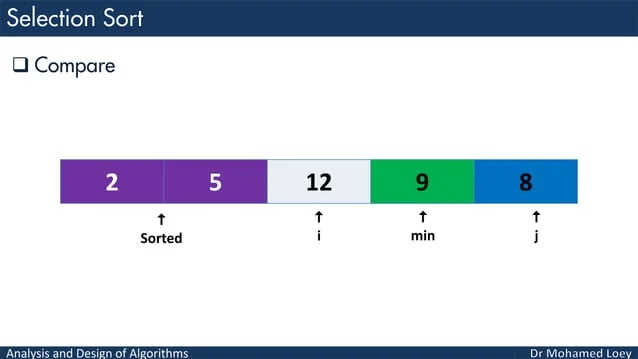 Selection Sort
Compare
2 5 12 9 8
Sorted i min j
Analysis and Design of Algorithms Dr Mohamed Loey